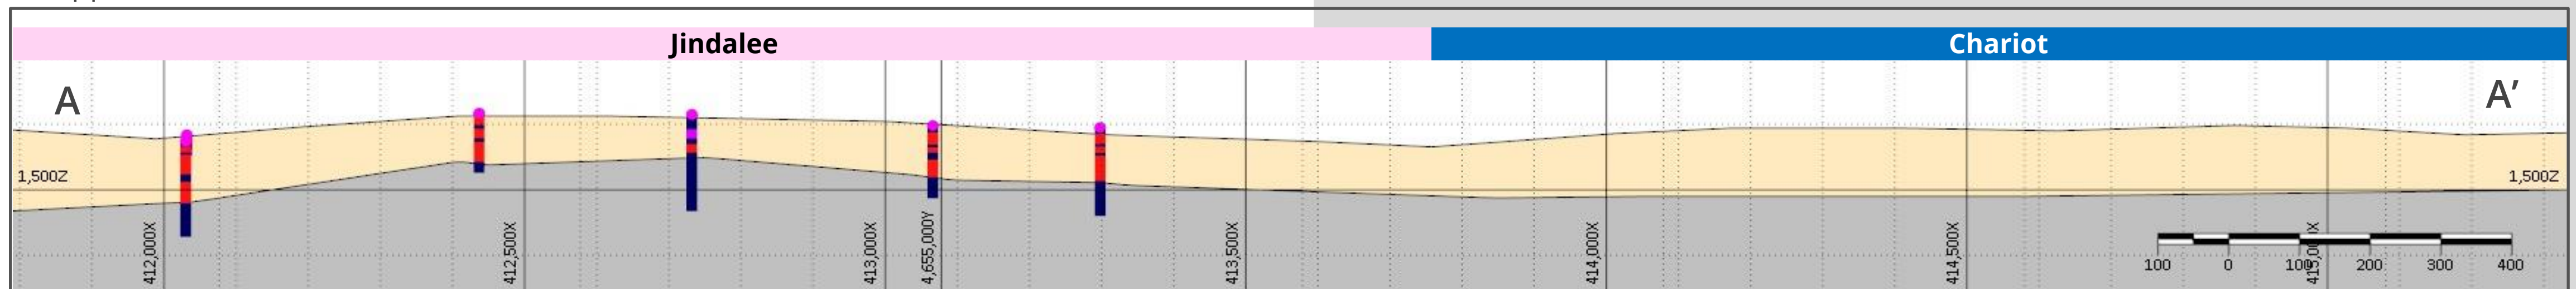 Jindalee Chariot
A A’
1,500Z 1,500Z
412,000X 412,500X 413,000X 4,655,000Y 413,500X 414,000X 414,500X 415,000X
100 0 100 200 300 400